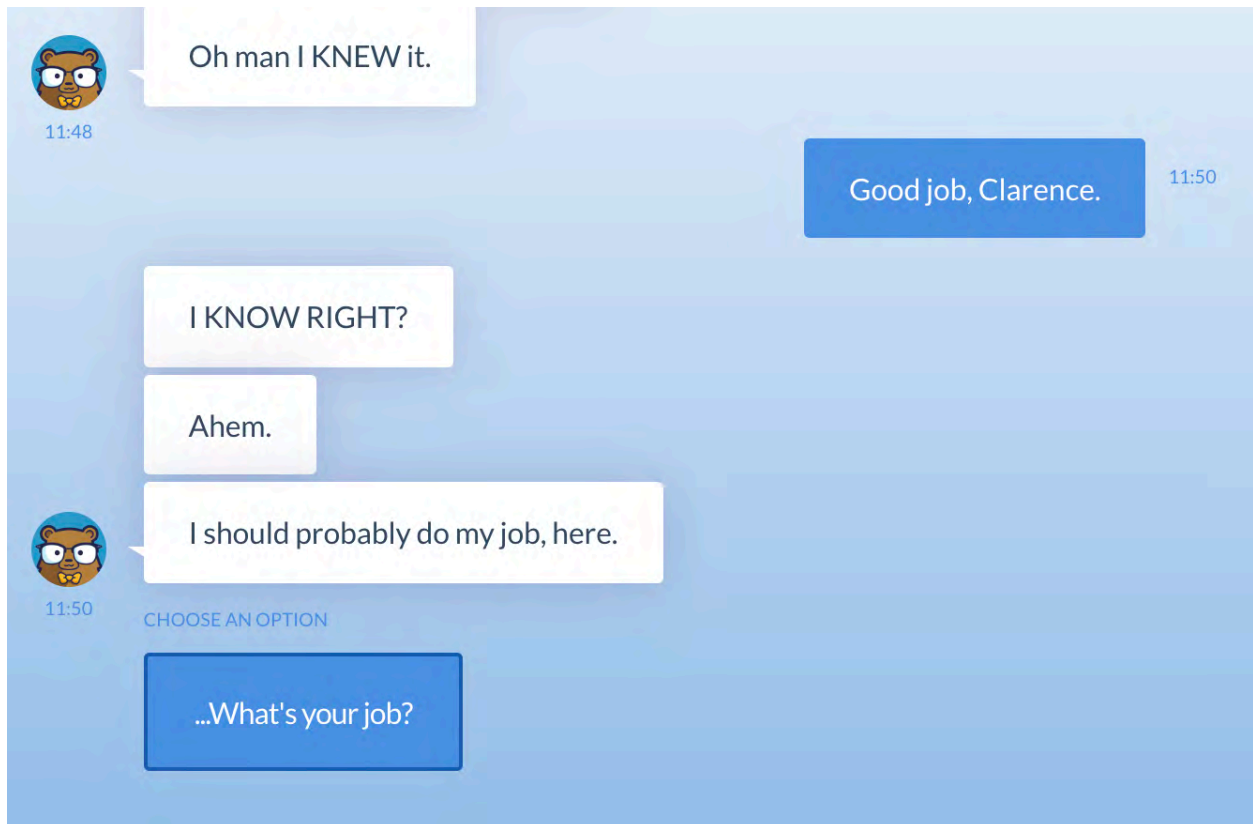 Oh man I KNEW it.
11:48
Good job, Clarence.
11:50
I KNOW RIGHT?
Ahem.
I should probably do my job, here.
11:50
CHOOSE AN OPTION
...What's your job?